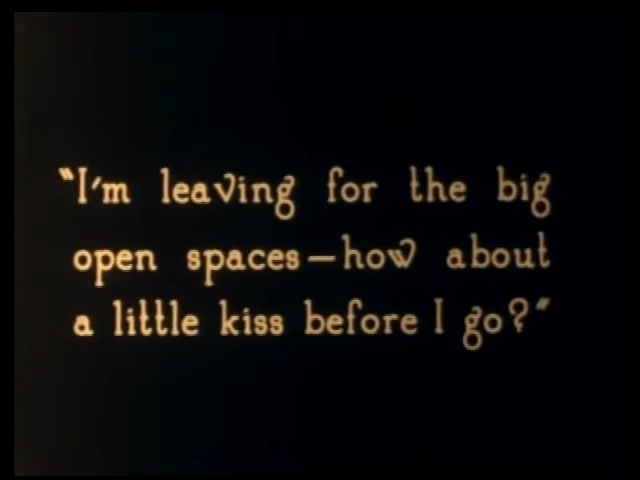 "I'm leaving for the big
open spaces—how about
a little kiss before I go?"